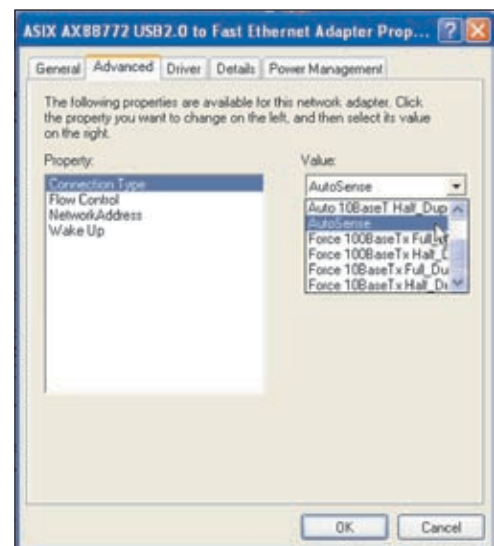 ASIX AX88772 USB2.0 to Fast Ethernet Adapter Prop...
General Advanced Driver Details Power Management
The following properties are available for this network adapter. Click
the property you want to change on the left, and then select its value
on the right.
Property:
Value:
Connection Type
Flow Control
NetworkAddress
Wake Up
AutoSense
Auto 10BaseT Half_Dup
AutoSense
Force 100BaseTx Full
Force 100BaseTx Half_D
Force 10BaseTx Full_Du
Force 10BaseTx Half_Du
OK
Cancel